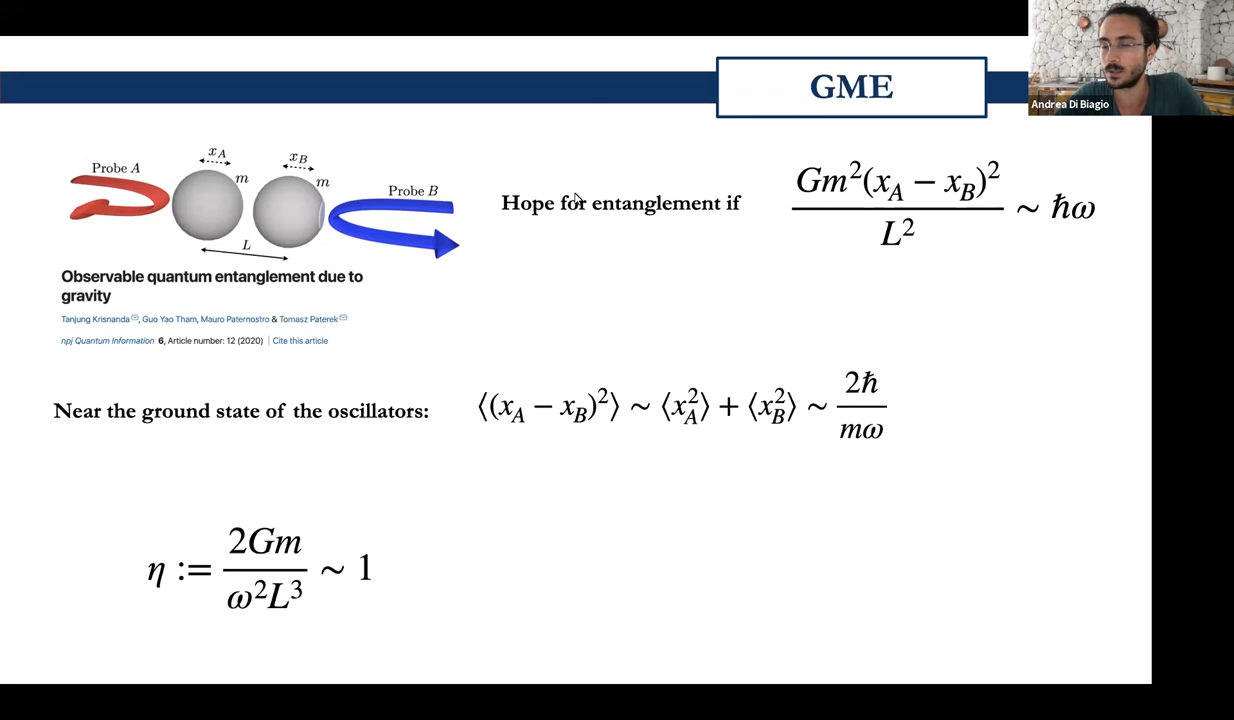 GME
Andrea Di Biagio
x_A
x_B
Probe A
m
m
Probe B
L
Hope for entanglement if
Gm²(x_A − x_B)² / L² ∼ ℏω
Observable quantum entanglement due to
gravity
Tanjung Krisnanda, Guo Yao Tham, Mauro Paternostro & Tomasz Paterek
npj Quantum Information 6, Article number: 12 (2020) | Cite this article
Near the ground state of the oscillators:
⟨(x_A − x_B)²⟩ ∼ ⟨x_A²⟩ + ⟨x_B²⟩ ∼ 2ℏ / mω
η := 2Gm / ω²L³ ∼ 1